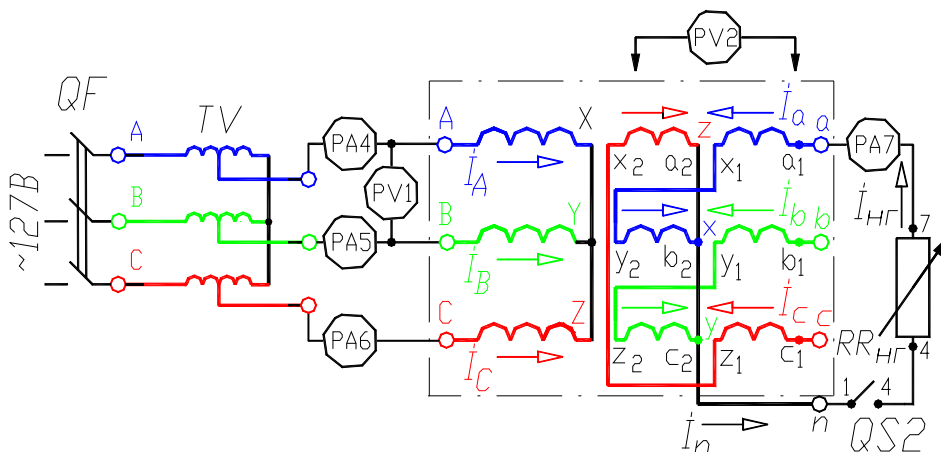 PV2
QF
TV
~127В
A
B
C
PA4
PV1
PA5
PA6
A
X
İA
B
Y
İB
C
Z
İC
x2
a2
z
x1
a1
İa
a
PA7
y2
b2
x
y1
b1
İb
b
z2
c2
y
z1
c1
İc
c
İнг
7
4
RRнг
1
4
n
İn
QS2